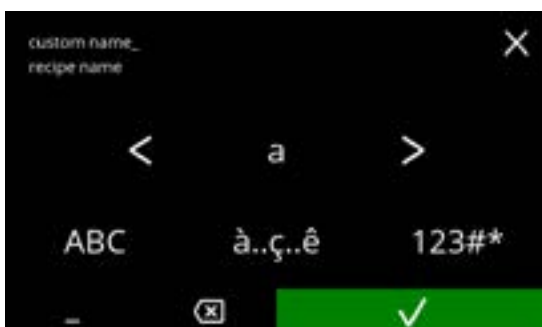 custom name_
recipe name
< a >
ABC à..ç..ê 123#*
_